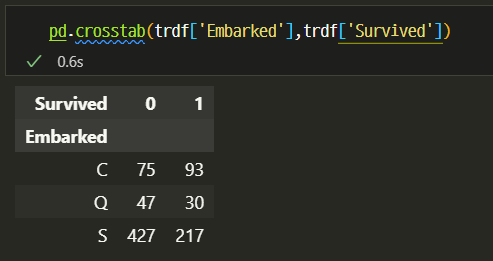 pd.crosstab(trdf['Embarked'],trdf['Survived'])
0.6s
Survived 0 1
Embarked
C 75 93
Q 47 30
S 427 217